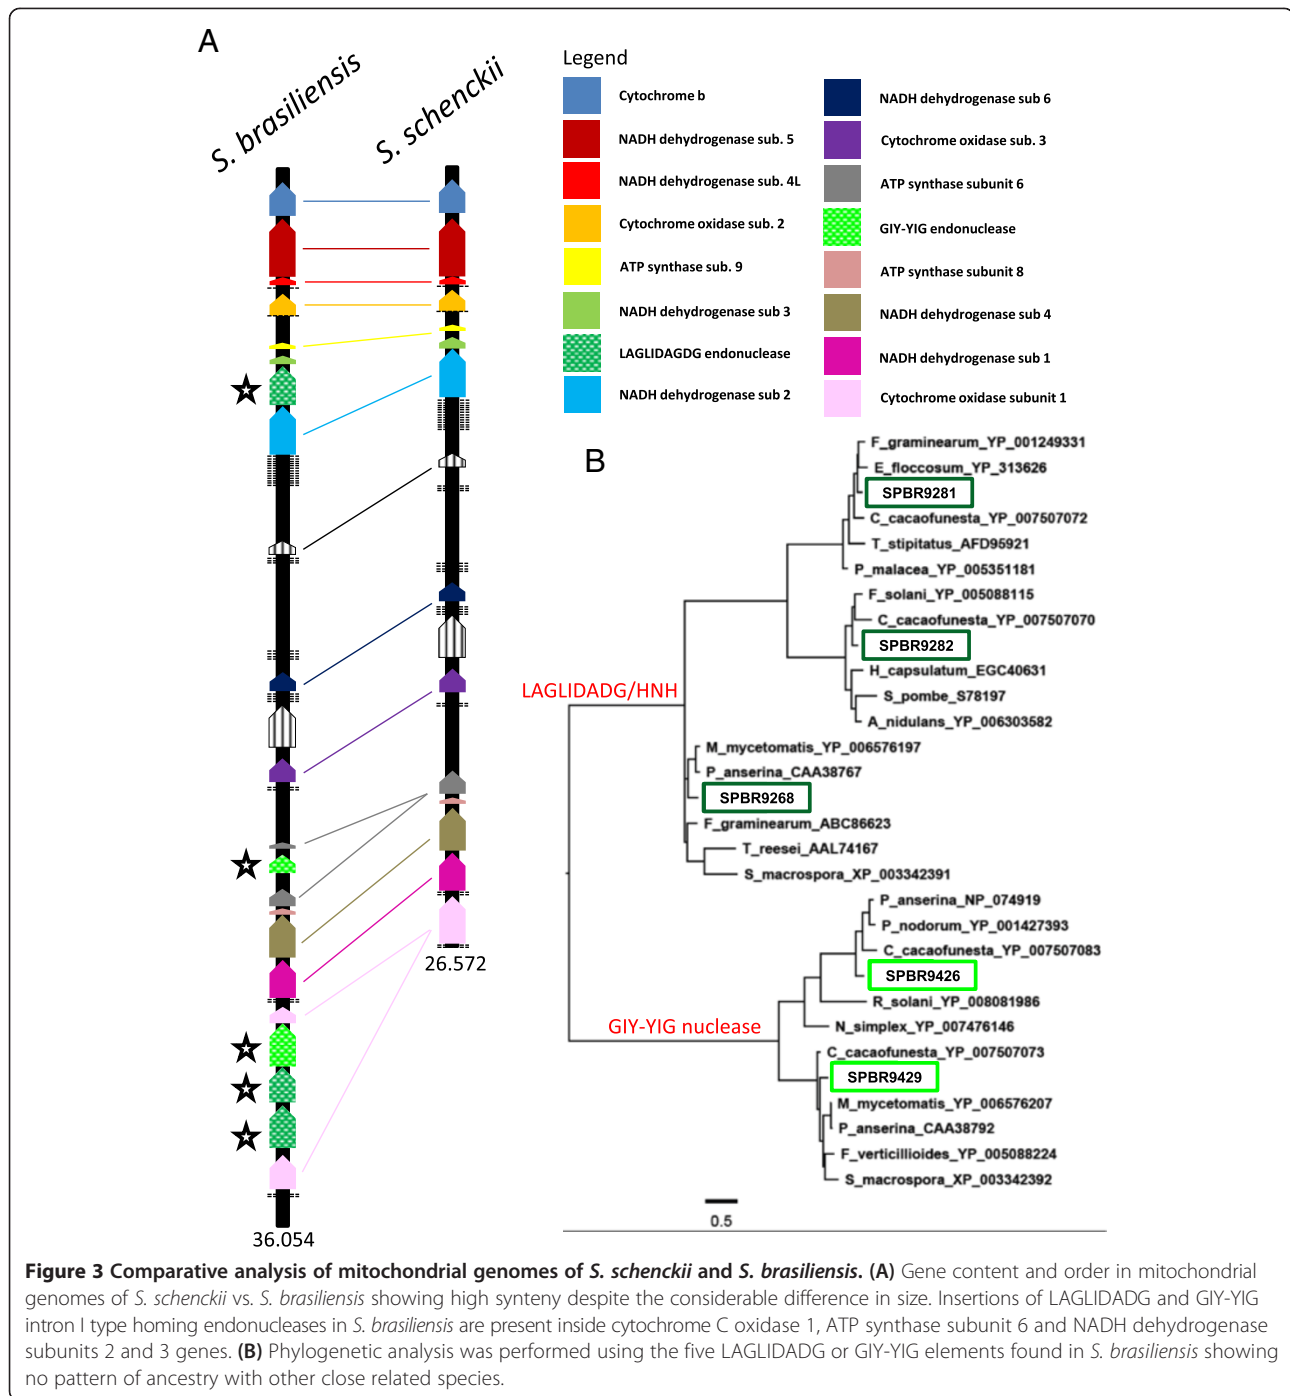 A
S. brasiliensis
S. schenckii
26.572
36.054
Legend
Cytochrome b
NADH dehydrogenase sub. 5
NADH dehydrogenase sub. 4L
Cytochrome oxidase sub. 2
ATP synthase sub. 9
NADH dehydrogenase sub 3
LAGLIDAGDG endonuclease
NADH dehydrogenase sub 2
NADH dehydrogenase sub 6
Cytochrome oxidase sub. 3
ATP synthase subunit 6
GIY-YIG endonuclease
ATP synthase subunit 8
NADH dehydrogenase sub 4
NADH dehydrogenase sub 1
Cytochrome oxidase subunit 1
B
F_graminearum_YP_001249331
E_floccosum_YP_313626
SPBR9281
C_cacaofunesta_YP_007507072
T_stipitatus_AFD95921
P_malacea_YP_005351181
F_solani_YP_005088115
C_cacaofunesta_YP_007507070
SPBR9282
H_capsulatum_EGC40631
S_pombe_S78197
A_nidulans_YP_006303582
LAGLIDADG/HNH
M_mycetomatis_YP_006576197
P_anserina_CAA38767
SPBR9268
F_graminearum_ABC86623
T_reesei_AAL74167
S_macrospora_XP_003342391
P_anserina_NP_074919
P_nodorum_YP_001427393
C_cacaofunesta_YP_007507083
SPBR9426
R_solani_YP_008081986
N_simplex_YP_007476146
GIY-YIG nuclease
C_cacaofunesta_YP_007507073
SPBR9429
M_mycetomatis_YP_006576207
P_anserina_CAA38792
F_verticillioides_YP_005088224
S_macrospora_XP_003342392
0.5
Figure 3 Comparative analysis of mitochondrial genomes of S. schenckii and S. brasiliensis. (A) Gene content and order in mitochondrial
genomes of S. schenckii vs. S. brasiliensis showing high synteny despite the considerable difference in size. Insertions of LAGLIDADG and GIY-YIG
intron I type homing endonucleases in S. brasiliensis are present inside cytochrome C oxidase 1, ATP synthase subunit 6 and NADH dehydrogenase
subunits 2 and 3 genes. (B) Phylogenetic analysis was performed using the five LAGLIDADG or GIY-YIG elements found in S. brasiliensis showing
no pattern of ancestry with other close related species.